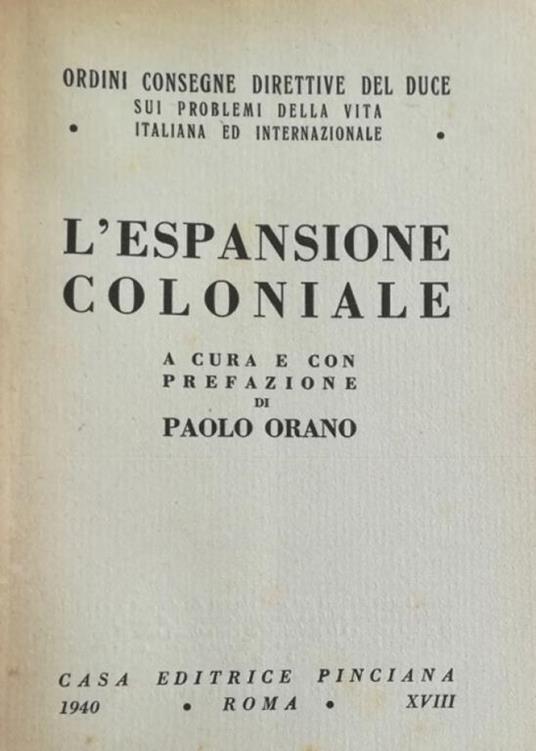 ORDINI CONSEGNE DIRETTIVE DEL DUCE
SUI PROBLEMI DELLA VITA
• ITALIANA ED INTERNAZIONALE •
L'ESPANSIONE
COLONIALE
A CURA E CON
PREFAZIONE
DI
PAOLO ORANO
CASA EDITRICE PINCIANA
1940 • ROMA • XVIII